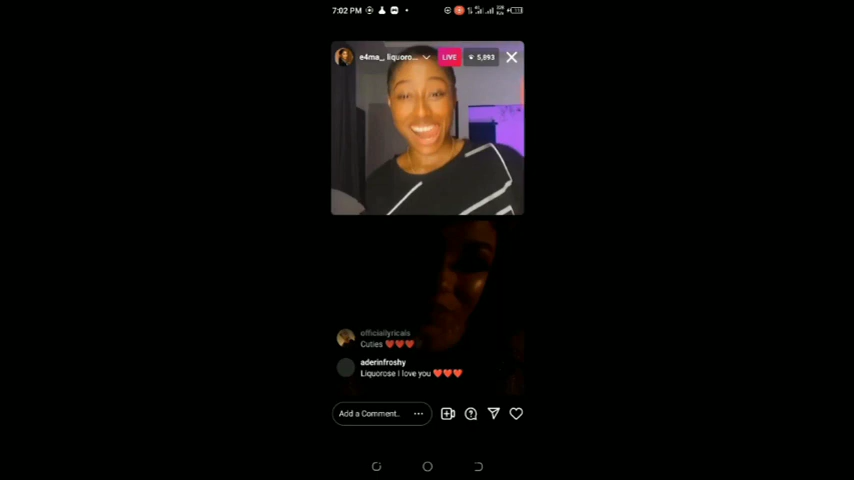 7:02 PM
e4ma_, liquoro... LIVE 5,893
officiallyricals
Cuties ❤️❤️❤️
aderinfroshy
Liquorose I love you ❤️❤️❤️
Add a Comment..